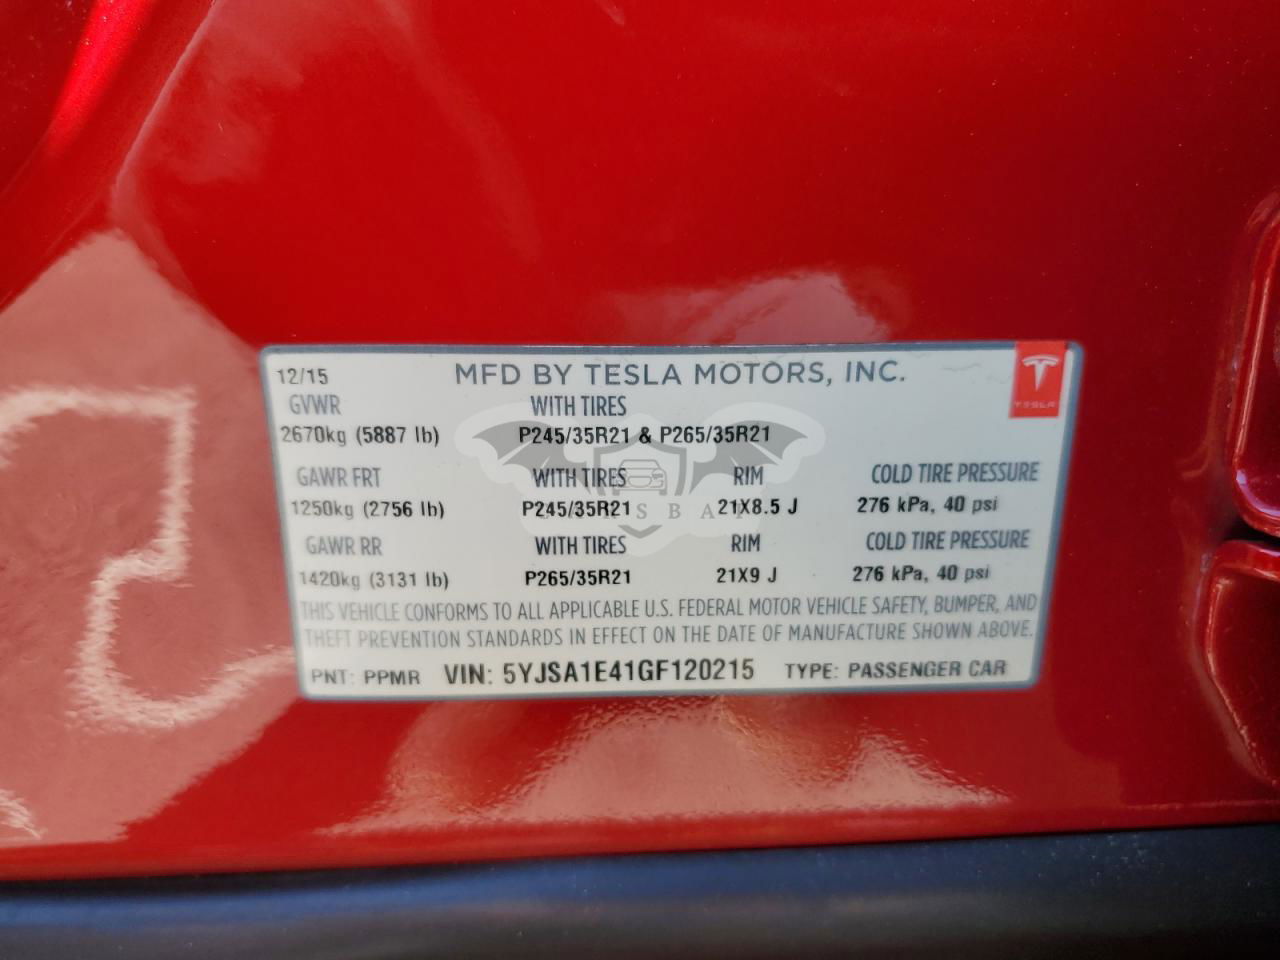 12/15 MFD BY TESLA MOTORS, INC.
TESLA
GVWR WITH TIRES
2670kg (5887 lb) P245/35R21 & P265/35R21
GAWR FRT WITH TIRES RIM COLD TIRE PRESSURE
1250kg (2756 lb) P245/35R21 21X8.5 J 276 kPa, 40 psi
GAWR RR WITH TIRES RIM COLD TIRE PRESSURE
1420kg (3131 lb) P265/35R21 21X9 J 276 kPa, 40 psi
THIS VEHICLE CONFORMS TO ALL APPLICABLE U.S. FEDERAL MOTOR VEHICLE SAFETY, BUMPER, AND
THEFT PREVENTION STANDARDS IN EFFECT ON THE DATE OF MANUFACTURE SHOWN ABOVE.
PNT: PPMR VIN: 5YJSA1E41GF120215 TYPE: PASSENGER CAR